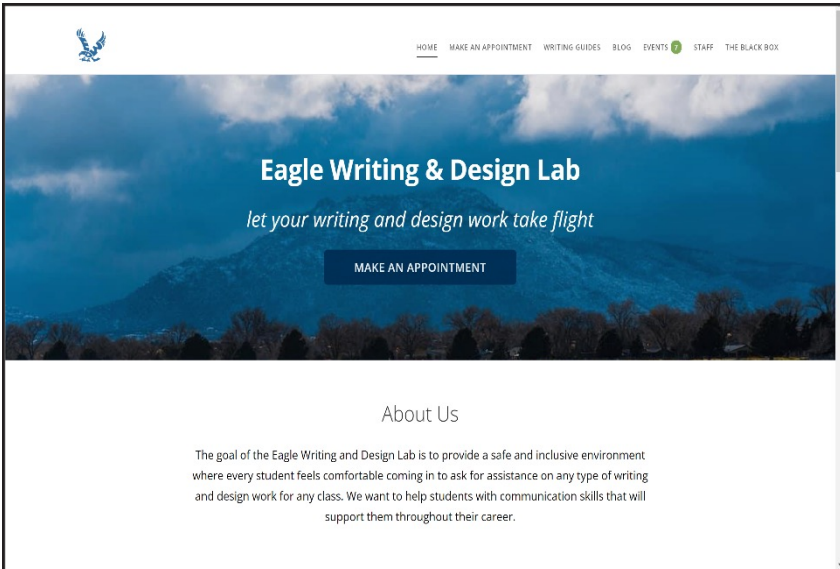 HOME MAKE AN APPOINTMENT WRITING GUIDES BLOG EVENTS 7 STAFF THE BLACK BOX
Eagle Writing & Design Lab
let your writing and design work take flight
MAKE AN APPOINTMENT
About Us
The goal of the Eagle Writing and Design Lab is to provide a safe and inclusive environment
where every student feels comfortable coming in to ask for assistance on any type of writing
and design work for any class. We want to help students with communication skills that will
support them throughout their career.